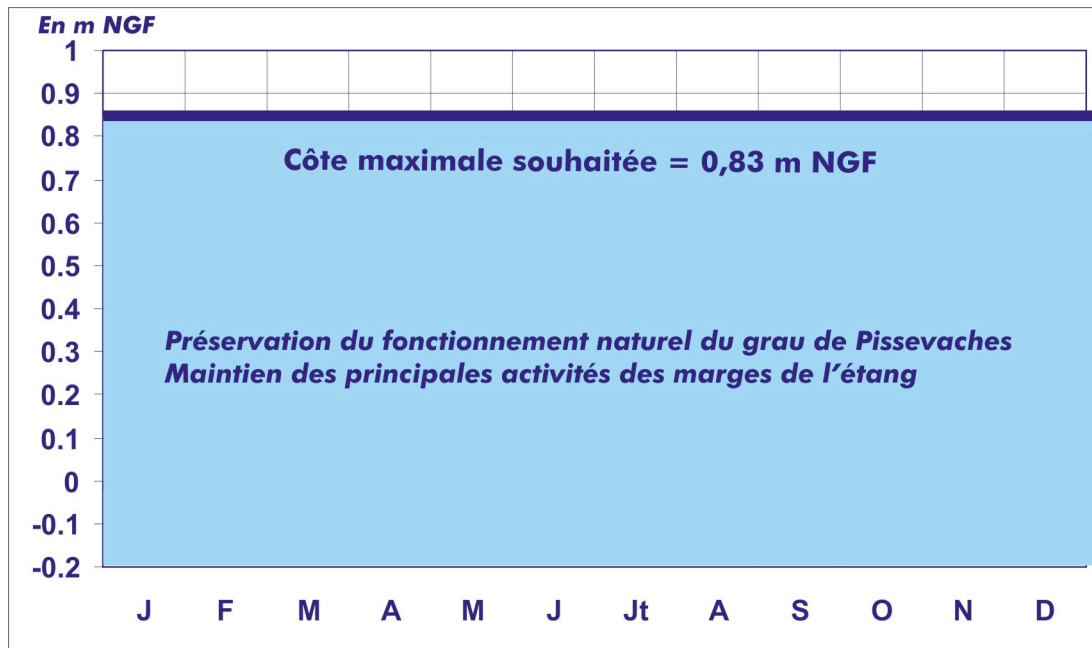 En m NGF
1
0.9
0.8
Côte maximale souhaitée = 0,83 m NGF
0.7
0.6
0.5
0.4
Préservation du fonctionnement naturel du grau de Pissevaches
0.3
Maintien des principales activités des marges de l'étang
0.2
0.1
0
-0.1
-0.2
J F M A M J Jt A S O N D